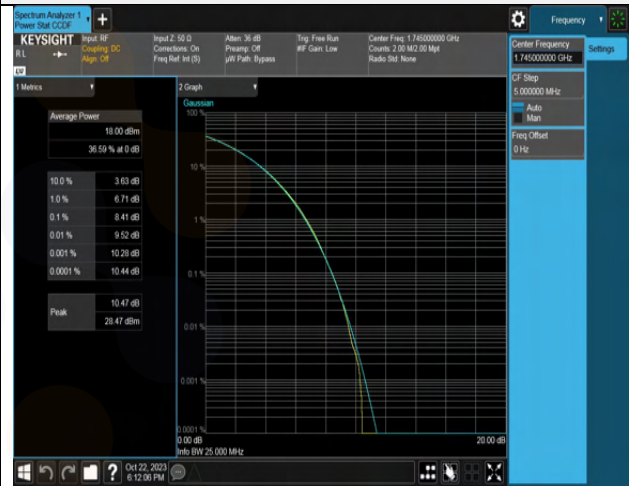 Spectrum Analyzer 1
Power Stat CCDF
Frequency
KEYSIGHT
RL
Input: RF
Coupling: DC
Align: Off
Input Z: 50 Ω
Corrections: On
Freq Ref: Int (S)
Atten: 36 dB
Preamp: Off
µW Path: Bypass
Trig: Free Run
#IF Gain: Low
Center Freq: 1.745000000 GHz
Counts: 2.00 M/2.00 Mpt
Radio Std: None
LW
Center Frequency
1.745000000 GHz
Settings
CF Step
5.000000 MHz
Auto
Man
Freq Offset
0 Hz
1 Metrics
Average Power
18.00 dBm
36.59 % at 0 dB
10.0 % 3.63 dB
1.0 % 6.71 dB
0.1 % 8.41 dB
0.01 % 9.52 dB
0.001 % 10.28 dB
0.0001 % 10.44 dB
Peak
10.47 dB
28.47 dBm
2 Graph
Gaussian
100 %
10 %
1 %
0.1 %
0.01 %
0.001 %
0.0001 %
0.00 dB
20.00 dB
Info BW 25.000 MHz
?
Oct 22, 2023
6:12:06 PM